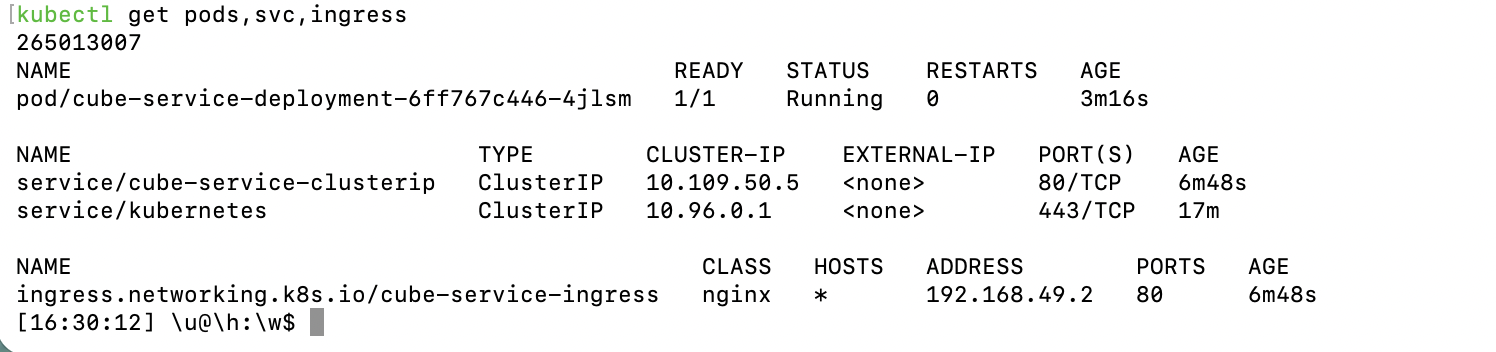 [kubectl get pods,svc,ingress
265013007
NAME READY STATUS RESTARTS AGE
pod/cube-service-deployment-6ff767c446-4jlsm 1/1 Running 0 3m16s
NAME TYPE CLUSTER-IP EXTERNAL-IP PORT(S) AGE
service/cube-service-clusterip ClusterIP 10.109.50.5 <none> 80/TCP 6m48s
service/kubernetes ClusterIP 10.96.0.1 <none> 443/TCP 17m
NAME CLASS HOSTS ADDRESS PORTS AGE
ingress.networking.k8s.io/cube-service-ingress nginx * 192.168.49.2 80 6m48s
[16:30:12] \u@\h:\w$